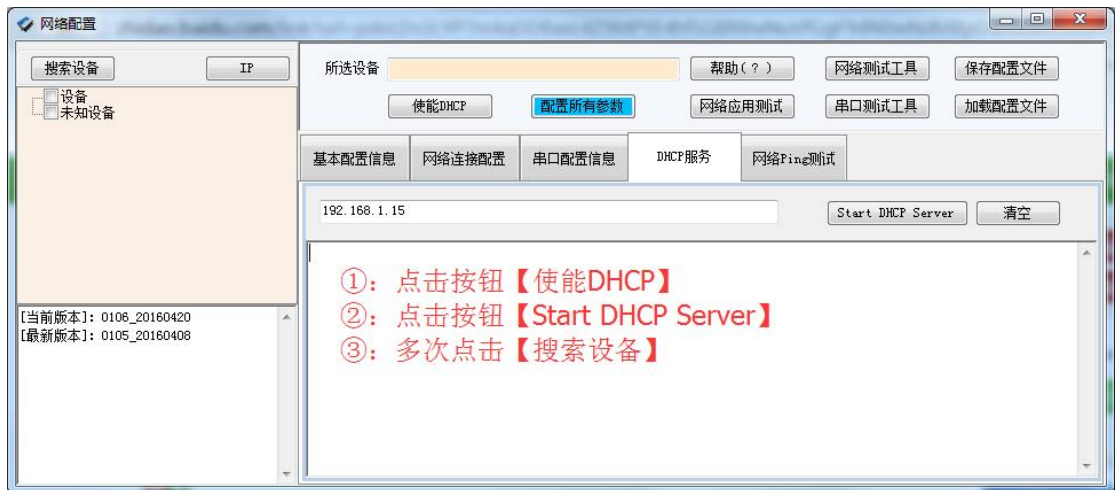 网络配置
搜索设备
IP
设备
未知设备
[当前版本]: 0106_20160420
[最新版本]: 0105_20160408
所选设备
帮助(?)
网络测试工具
保存配置文件
使能DHCP
配置所有参数
网络应用测试
串口测试工具
加载配置文件
基本配置信息
网络连接配置
串口配置信息
DHCP服务
网络Ping测试
192.168.1.15
Start DHCP Server
清空
①：点击按钮【使能DHCP】
②：点击按钮【Start DHCP Server】
③：多次点击【搜索设备】